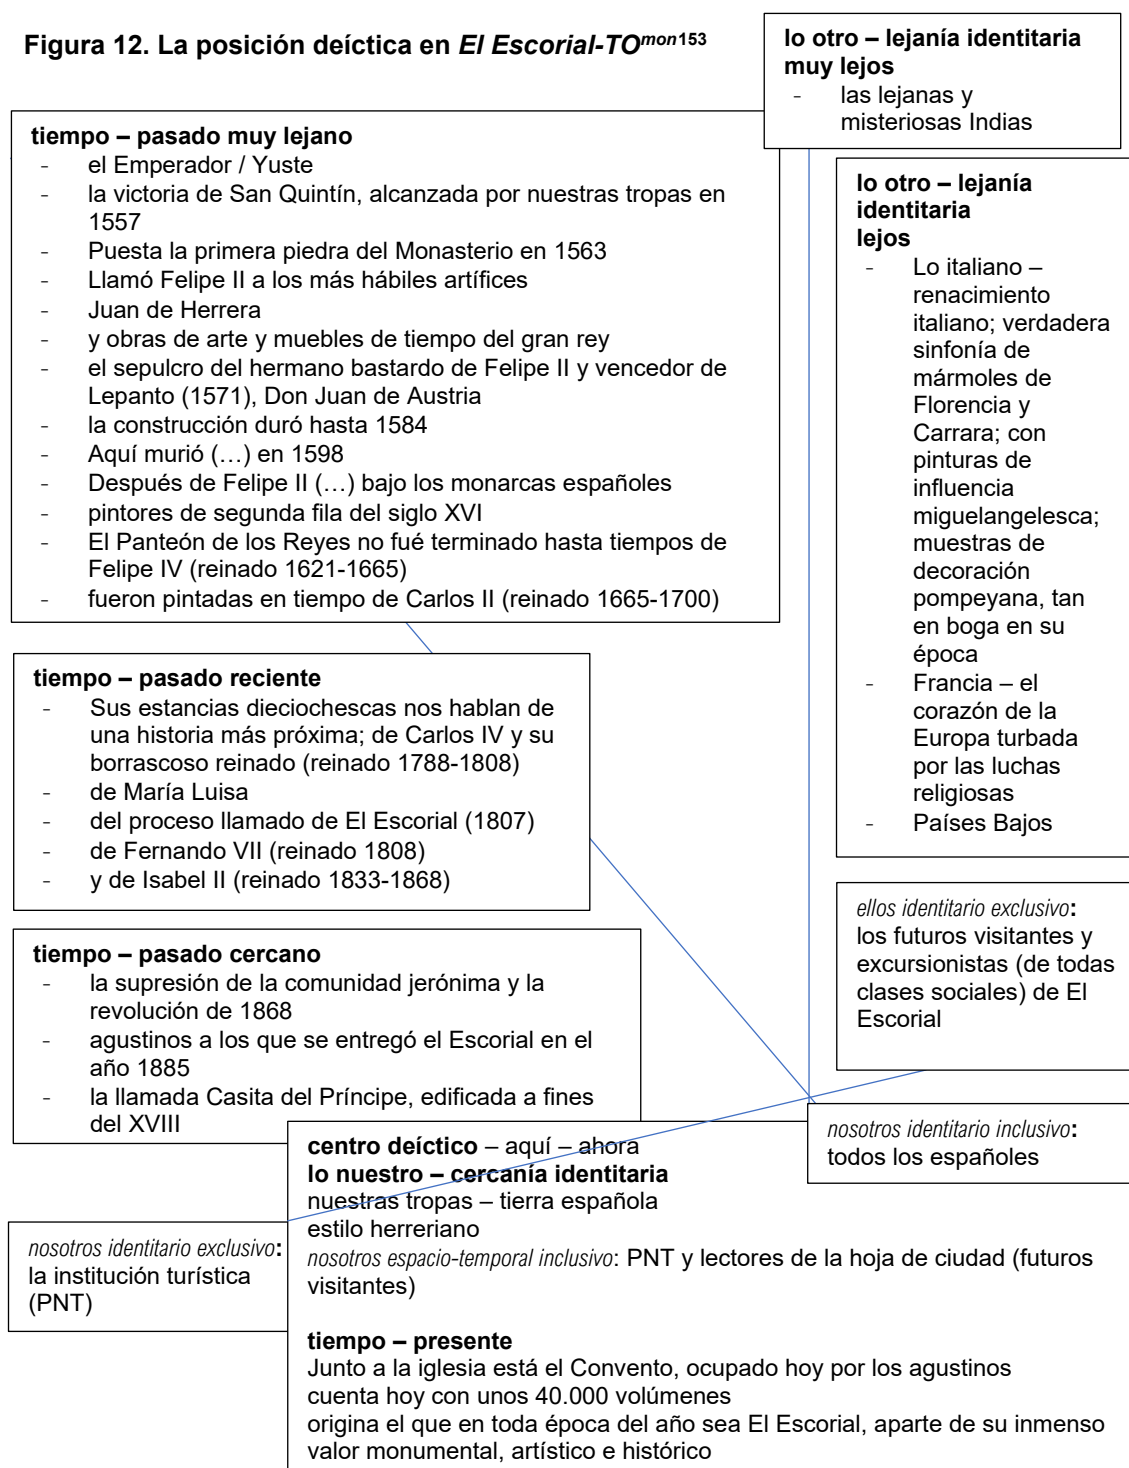 Figura 12. La posición deíctica en El Escorial-TOmon153
lo otro – lejanía identitaria
muy lejos
- las lejanas y
misteriosas Indias
tiempo – pasado muy lejano
- el Emperador / Yuste
- la victoria de San Quintín, alcanzada por nuestras tropas en
1557
- Puesta la primera piedra del Monasterio en 1563
- Llamó Felipe II a los más hábiles artífices
- Juan de Herrera
- y obras de arte y muebles de tiempo del gran rey
- el sepulcro del hermano bastardo de Felipe II y vencedor de
Lepanto (1571), Don Juan de Austria
- la construcción duró hasta 1584
- Aquí murió (…) en 1598
- Después de Felipe II (…) bajo los monarcas españoles
- pintores de segunda fila del siglo XVI
- El Panteón de los Reyes no fué terminado hasta tiempos de
Felipe IV (reinado 1621-1665)
- fueron pintadas en tiempo de Carlos II (reinado 1665-1700)
lo otro – lejanía
identitaria
lejos
- Lo italiano –
renacimiento
italiano; verdadera
sinfonía de
mármoles de
Florencia y
Carrara; con
pinturas de
influencia
miguelangelesca;
muestras de
decoración
pompeyana, tan
en boga en su
época
- Francia – el
corazón de la
Europa turbada
por las luchas
religiosas
- Países Bajos
tiempo – pasado reciente
- Sus estancias dieciochescas nos hablan de
una historia más próxima; de Carlos IV y su
borrascoso reinado (reinado 1788-1808)
- de María Luisa
- del proceso llamado de El Escorial (1807)
- de Fernando VII (reinado 1808)
- y de Isabel II (reinado 1833-1868)
ellos identitario exclusivo:
los futuros visitantes y
excursionistas (de todas
clases sociales) de El
Escorial
tiempo – pasado cercano
- la supresión de la comunidad jerónima y la
revolución de 1868
- agustinos a los que se entregó el Escorial en el
año 1885
- la llamada Casita del Príncipe, edificada a fines
del XVIII
nosotros identitario inclusivo:
todos los españoles
centro deíctico – aquí – ahora
lo nuestro – cercanía identitaria
nuestras tropas – tierra española
estilo herreriano
nosotros espacio-temporal inclusivo: PNT y lectores de la hoja de ciudad (futuros
visitantes)
nosotros identitario exclusivo:
la institución turística
(PNT)
tiempo – presente
Junto a la iglesia está el Convento, ocupado hoy por los agustinos
cuenta hoy con unos 40.000 volúmenes
origina el que en toda época del año sea El Escorial, aparte de su inmenso
valor monumental, artístico e histórico